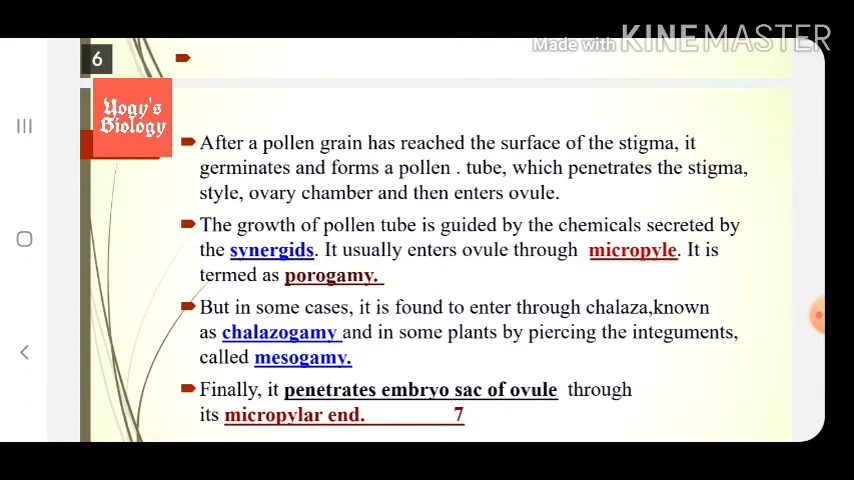 Made with KINEMASTER
6
Yogy's
Biology
After a pollen grain has reached the surface of the stigma, it
germinates and forms a pollen . tube, which penetrates the stigma,
style, ovary chamber and then enters ovule.
The growth of pollen tube is guided by the chemicals secreted by
the synergids. It usually enters ovule through micropyle. It is
termed as porogamy.
But in some cases, it is found to enter through chalaza,known
as chalazogamy and in some plants by piercing the integuments,
called mesogamy.
Finally, it penetrates embryo sac of ovule through
its micropylar end. 7